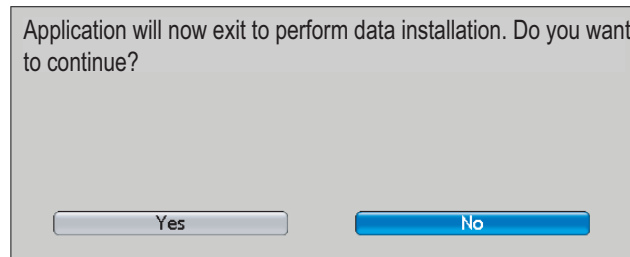 Application will now exit to perform data installation. Do you want
to continue?
Yes
No